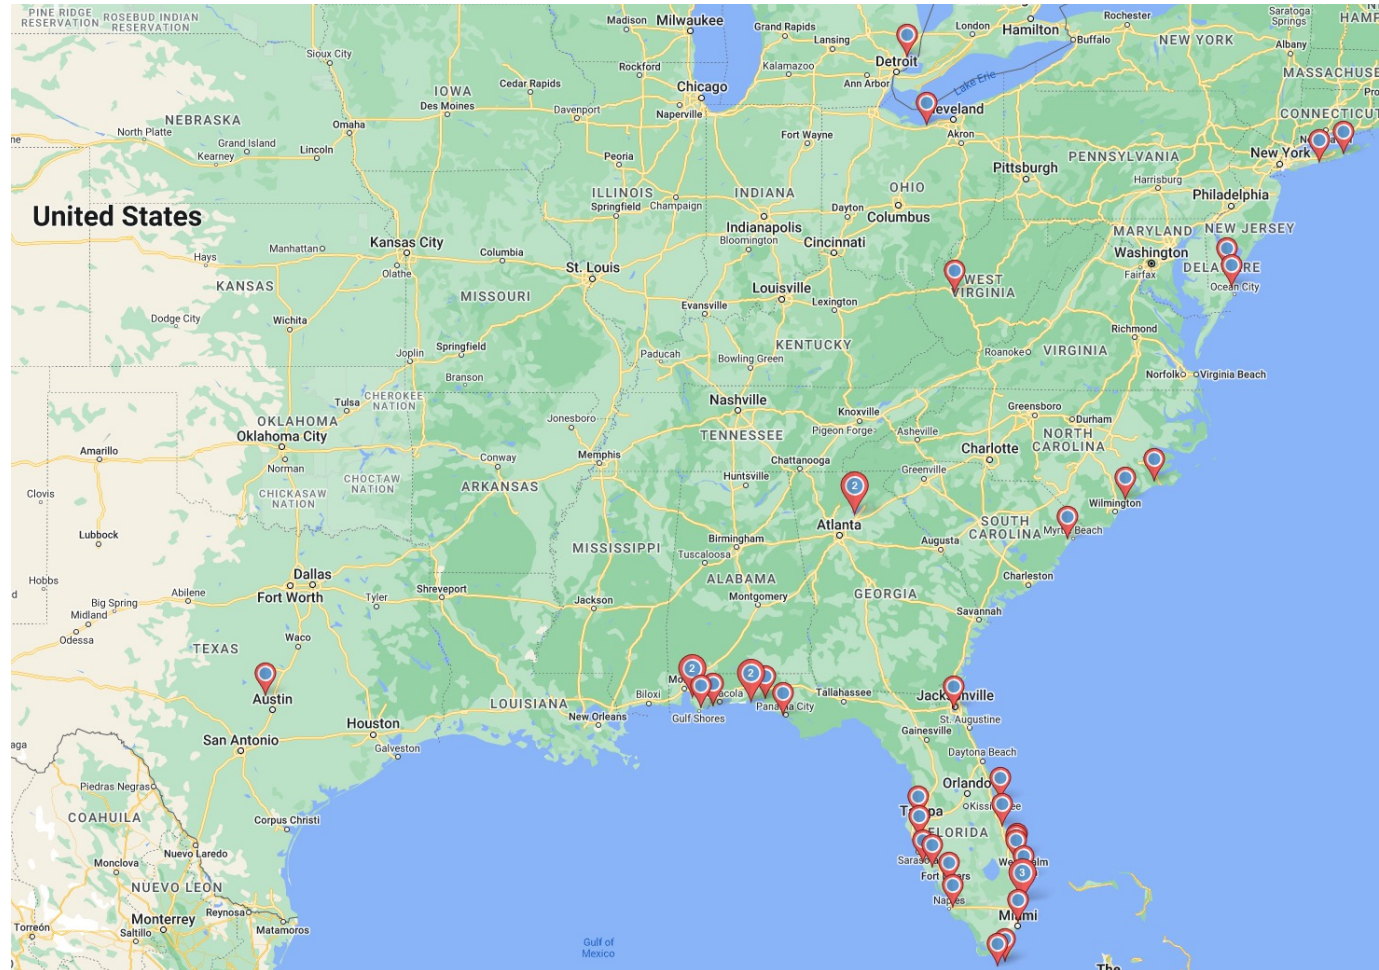 PINE RIDGE
RESERVATION
ROSEBUD INDIAN
RESERVATION
Sioux City
Madison
Milwaukee
Grand Rapids
Lansing
London
Hamilton
Rochester
Buffalo
NEW YORK
Saratoga
Springs
Albany
Rockford
Kalamazoo
Detroit
Ann Arbor
Lake Erie
MASSACHUSE
IOWA
Cedar Rapids
Chicago
Naperville
Des Moines
Davenport
eveland
Akron
CONNECTICUT
NEBRASKA
North Platte
Grand Island
Kearney
Lincoln
Omaha
Peoria
Fort Wayne
Pittsburgh
PENNSYLVANIA
Harrisburg
New York
Philadelphia
United States
ILLINOIS
Springfield
Champaign
INDIANA
Indianapolis
Bloomington
OHIO
Dayton
Columbus
Cincinnati
MARYLAND
NEW JERSEY
Washington
Fairfax
Ocean City
Manhattan
Hays
KANSAS
Kansas City
Olathe
Columbia
St. Louis
MISSOURI
Evansville
Louisville
Lexington
WEST
VIRGINIA
Dodge City
Wichita
Joplin
Springfield
Branson
Paducah
KENTUCKY
Bowling Green
Richmond
Roanoke
VIRGINIA
Norfolk
Virginia Beach
Tulsa
CHEROKEE
NATION
OKLAHOMA
Oklahoma City
Norman
Jonesboro
Nashville
TENNESSEE
Knoxville
Pigeon Forge
Asheville
Greensboro
Durham
NORTH
CAROLINA
Charlotte
Amarillo
Clovis
Lubbock
CHICKASAW
NATION
CHOCTAW
NATION
Conway
ARKANSAS
Memphis
Huntsville
Chattanooga
Greenville
2
Atlanta
Wilmington
SOUTH
CAROLINA
Augusta
Charleston
MISSISSIPPI
Birmingham
Tuscaloosa
ALABAMA
Montgomery
GEORGIA
Savannah
Hobbs
Big Spring
Midland
Odessa
Abilene
Dallas
Fort Worth
Tyler
Shreveport
Jackson
Waco
TEXAS
Austin
San Antonio
Houston
Galveston
LOUISIANA
New Orleans
Biloxi
2
Gulf Shores
2
Tallahassee
St. Augustine
Gainesville
Daytona Beach
Orlando
FLORIDA
3
Miami
Piedras Negras
COAHUILA
Corpus Christi
Nuevo Laredo
Monclova
NUEVO LEON
Reynosa
Monterrey
Saltillo
Torreón
Matamoros
Gulf of
Mexico
The